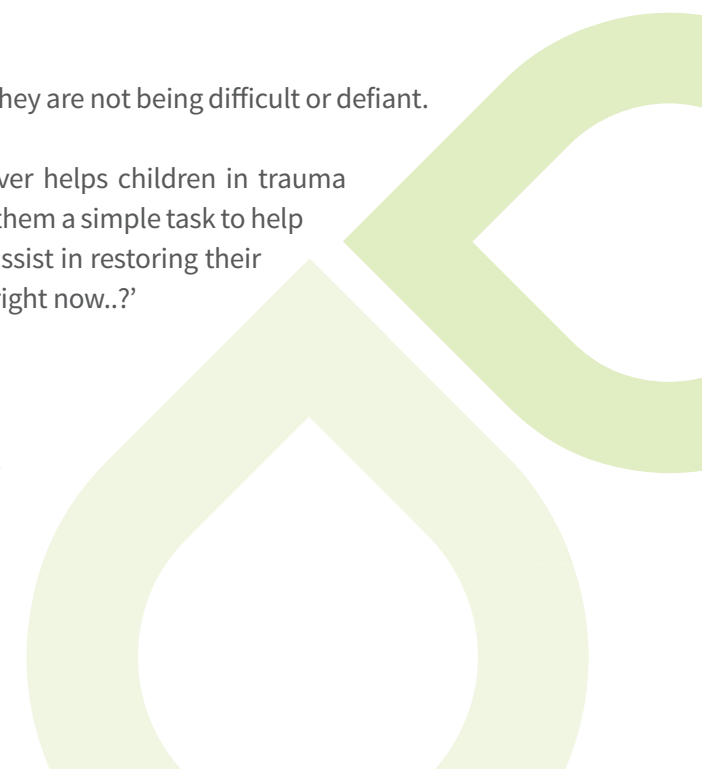 hey are not being difficult or defiant.
ver helps children in trauma
them a simple task to help
ssist in restoring their
right now..?’